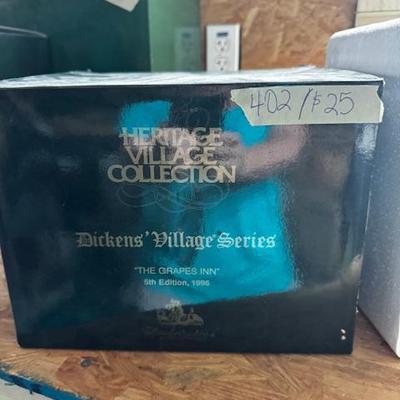 402/$25
HERITAGE
VILLAGE
COLLECTION
Dickens' Village Series
"THE GRAPES INN"
5th Edition, 1996